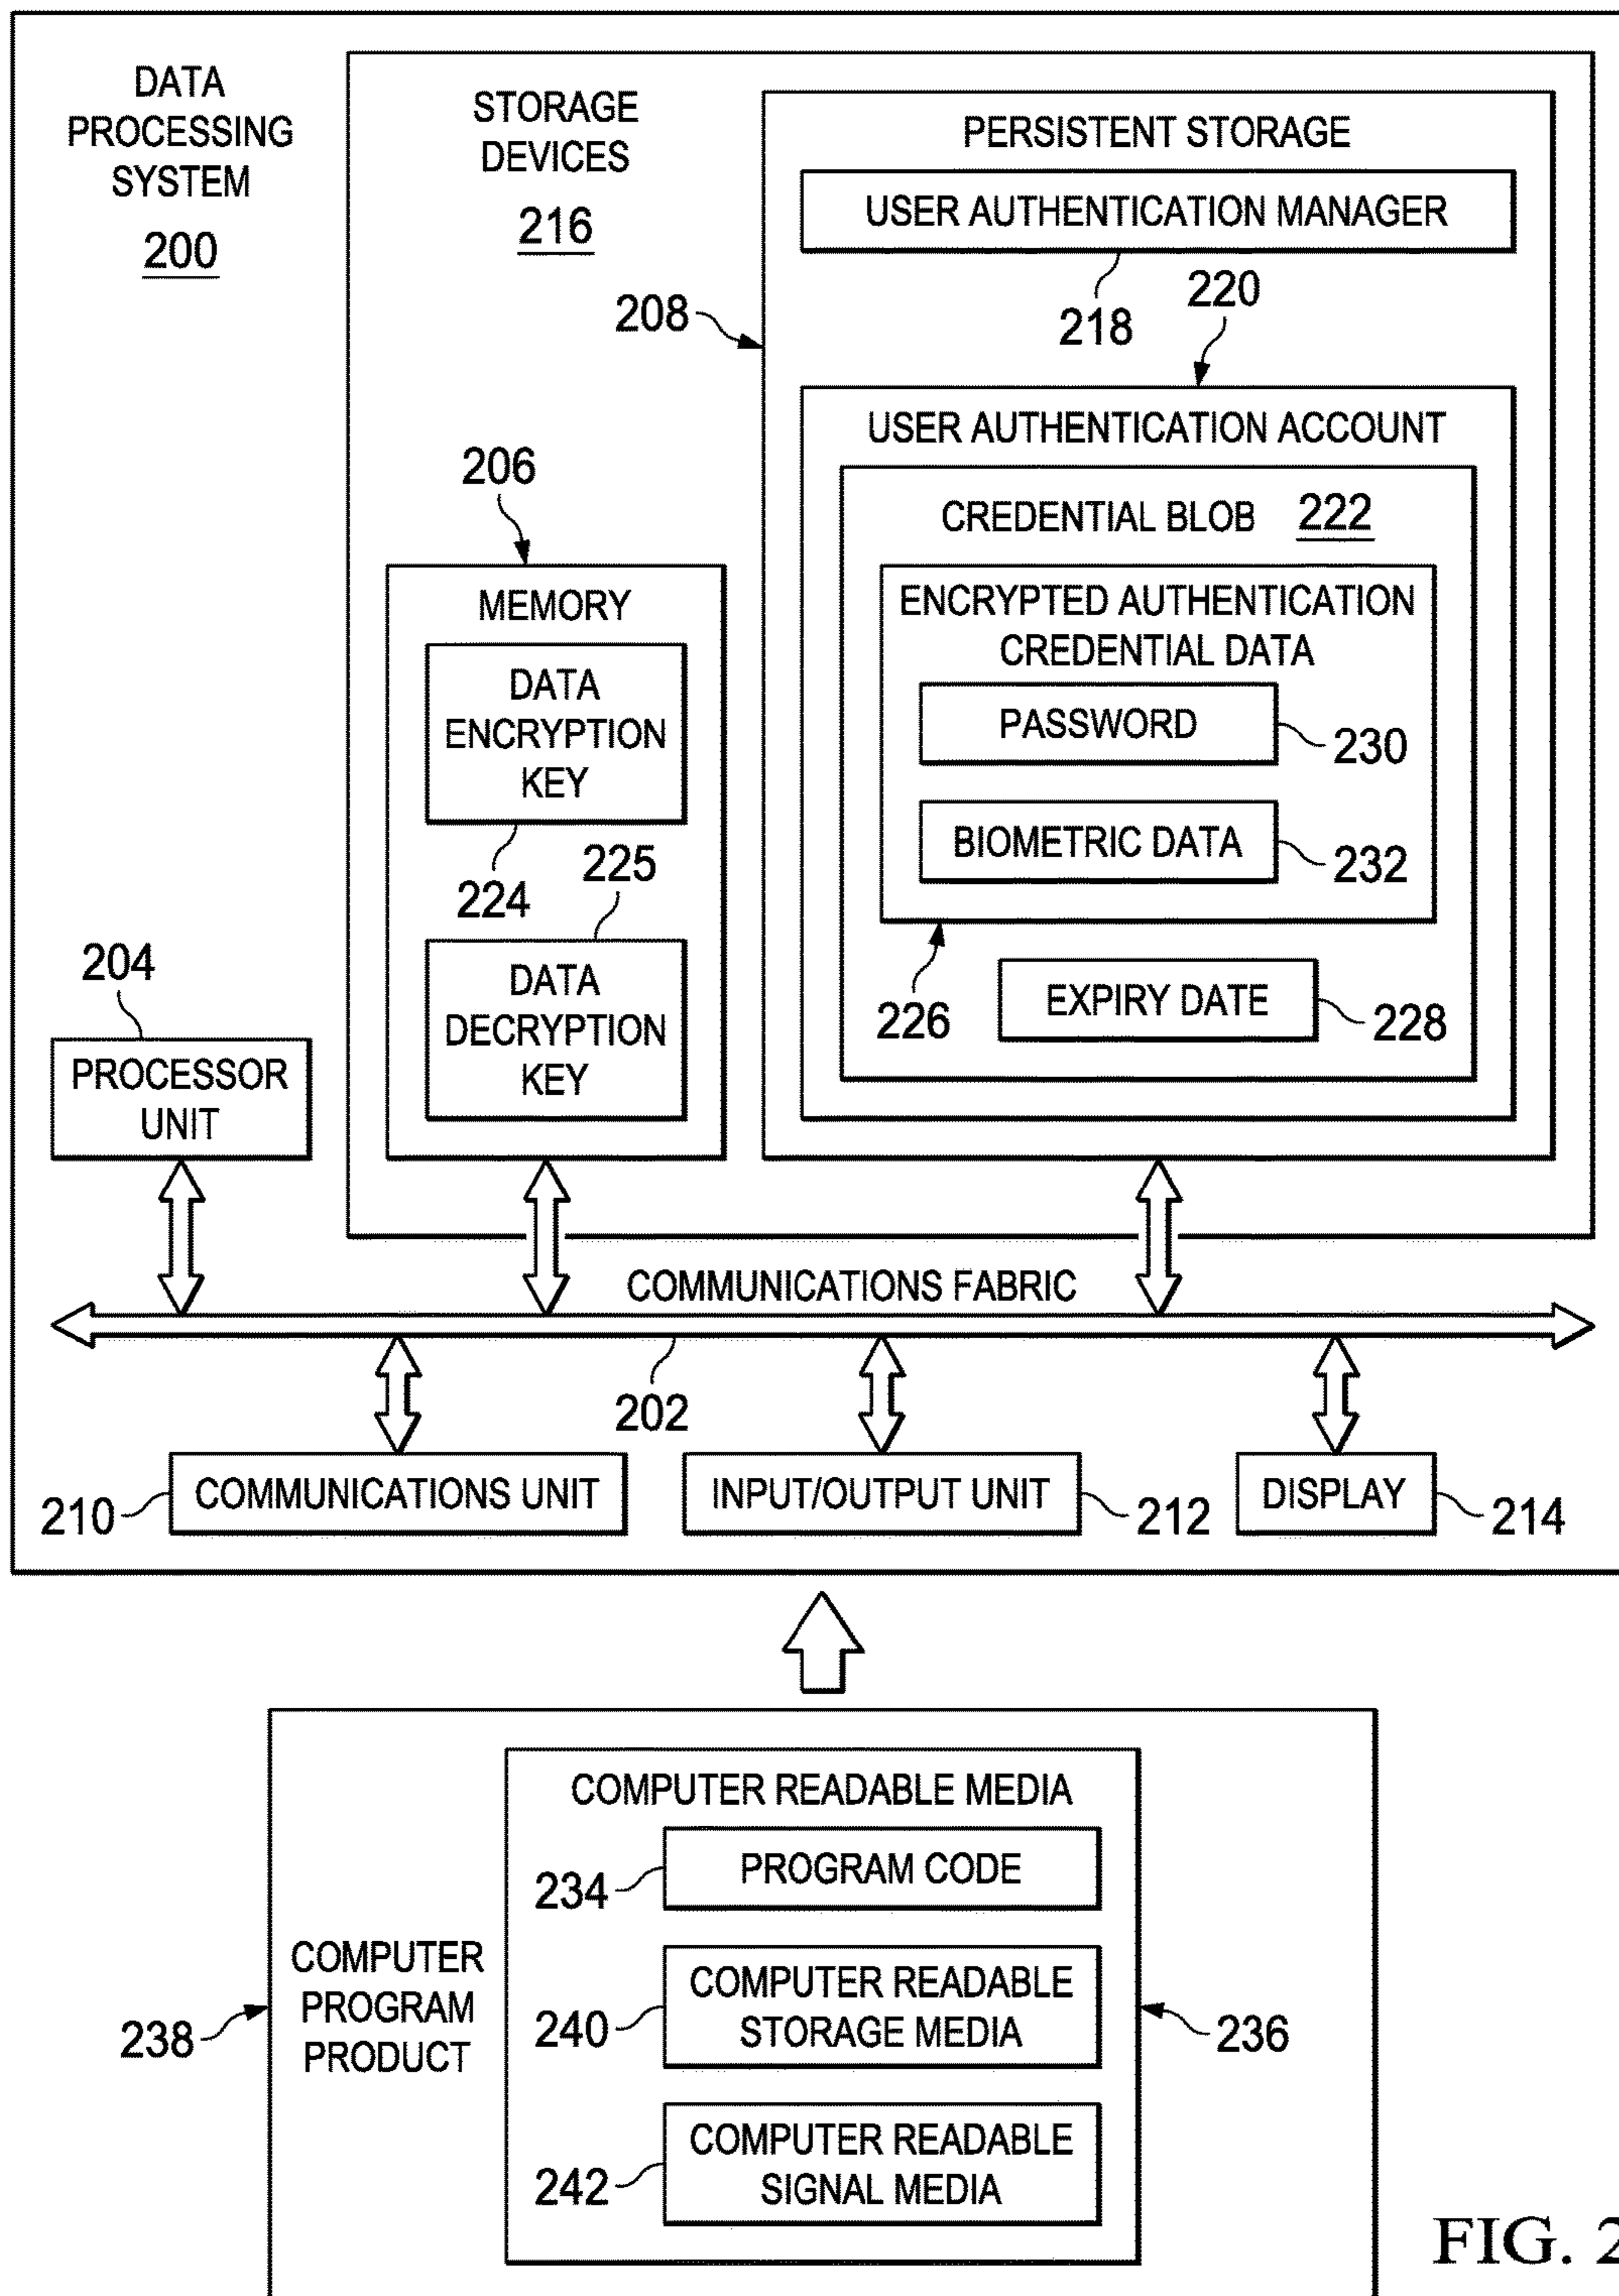 DATA
PROCESSING
SYSTEM
200
STORAGE
DEVICES
216
PERSISTENT STORAGE
USER AUTHENTICATION MANAGER
218
208
220
USER AUTHENTICATION ACCOUNT
CREDENTIAL BLOB 222
ENCRYPTED AUTHENTICATION
CREDENTIAL DATA
PASSWORD
230
BIOMETRIC DATA
232
226
EXPIRY DATE
228
206
MEMORY
DATA
ENCRYPTION
KEY
224
225
DATA
DECRYPTION
KEY
204
PROCESSOR
UNIT
COMMUNICATIONS FABRIC
202
210
COMMUNICATIONS UNIT
INPUT/OUTPUT UNIT
212
DISPLAY
214
COMPUTER READABLE MEDIA
234
PROGRAM CODE
COMPUTER
PROGRAM
PRODUCT
238
240
COMPUTER READABLE
STORAGE MEDIA
236
242
COMPUTER READABLE
SIGNAL MEDIA
FIG. 2